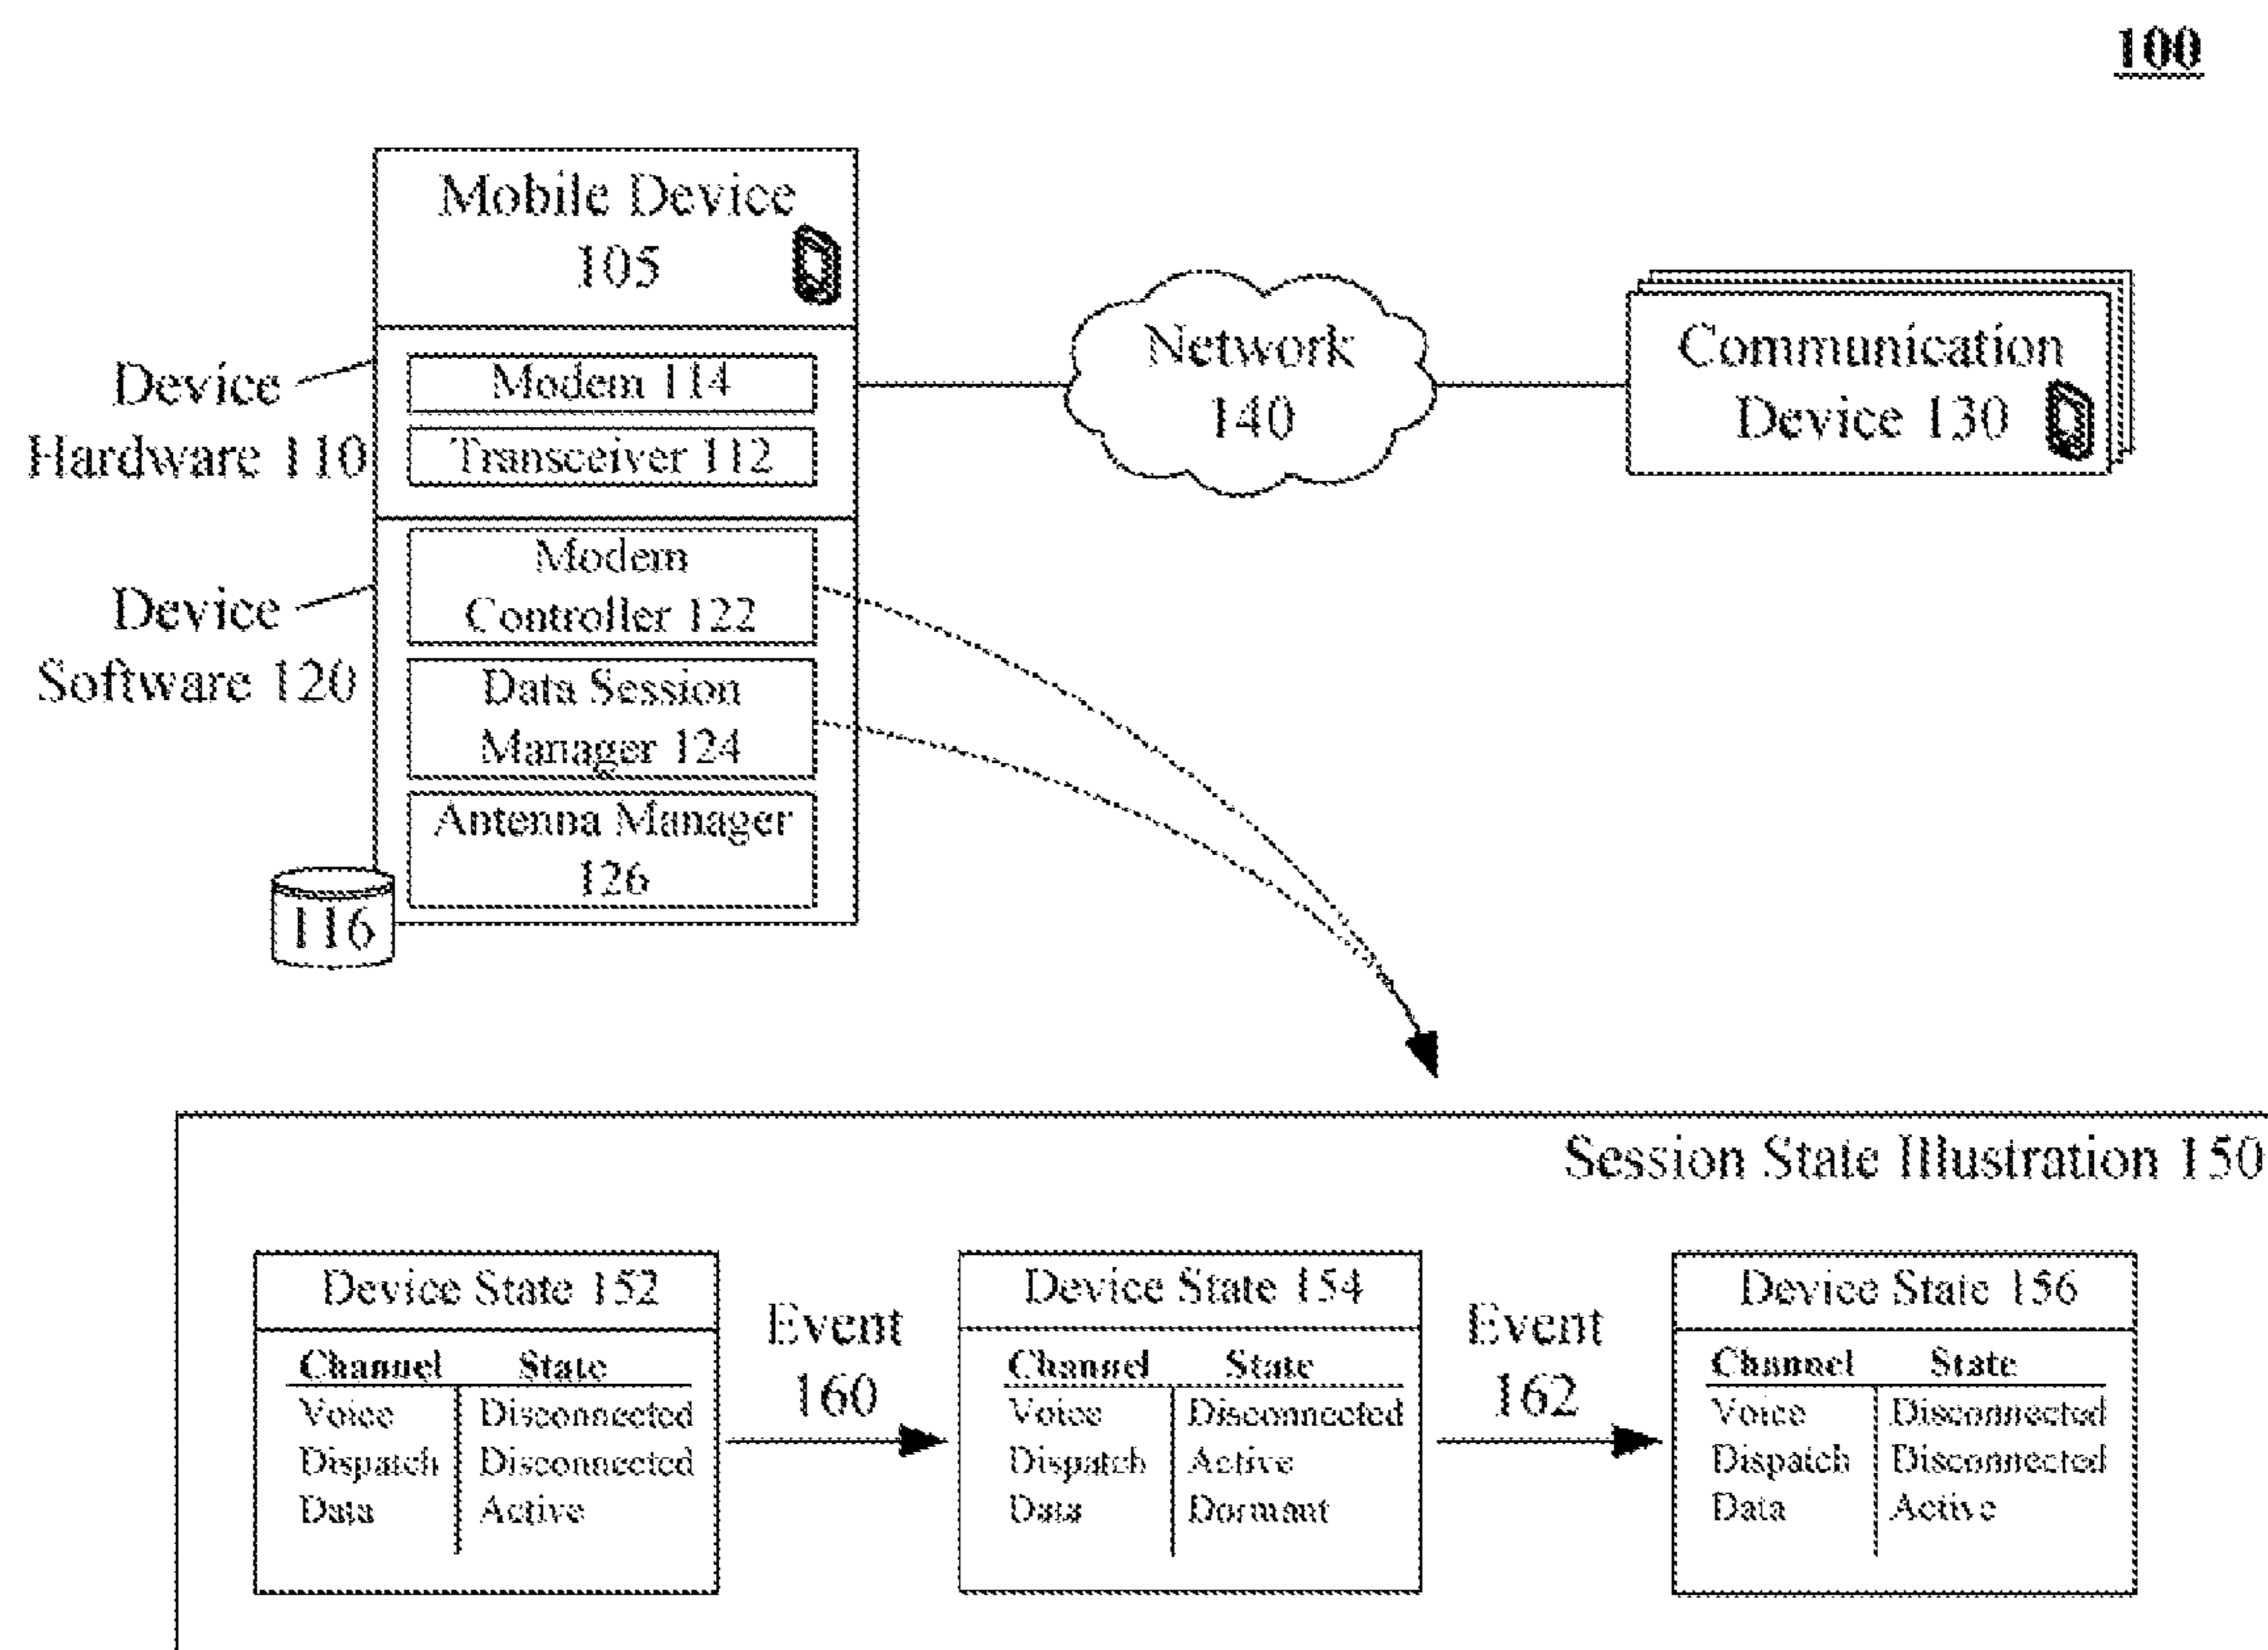 100
Mobile Device
105
Device
Hardware 110
Modem 114
Transceiver 112
Network
140
Communication
Device 130
Device
Software 120
Modem
Controller 122
Data Session
Manager 124
Antenna Manager
126
116
Session State Illustration 150
Device State 152
Channel State
Voice Disconnected
Dispatch Disconnected
Data Active
Event
160
Device State 154
Channel State
Voice Disconnected
Dispatch Active
Data Dormant
Event
162
Device State 156
Channel State
Voice Disconnected
Dispatch Disconnected
Data Active